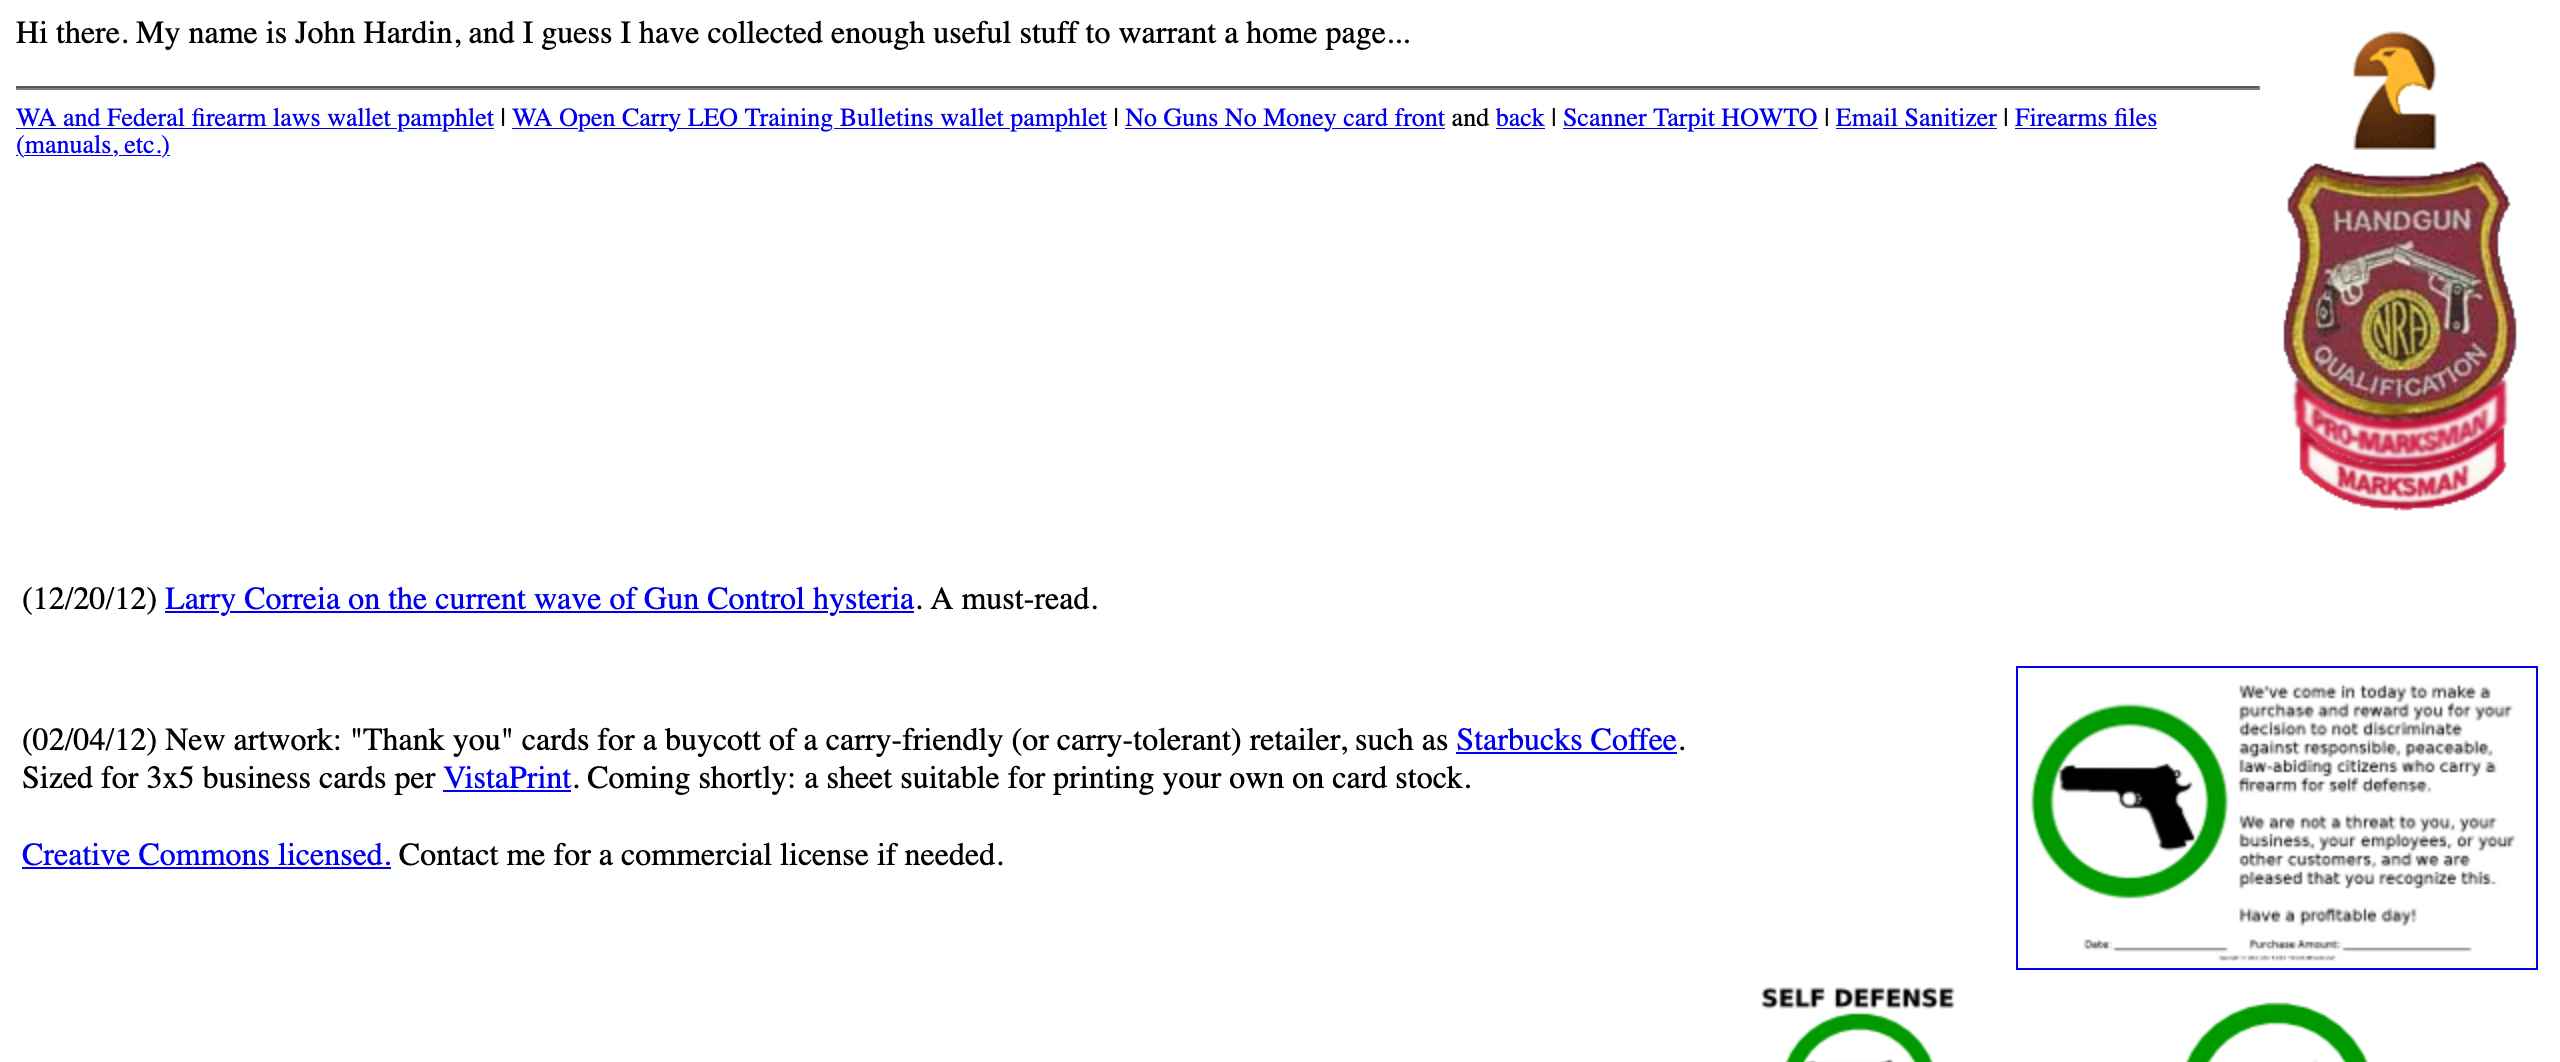 Hi there. My name is John Hardin, and I guess I have collected enough useful stuff to warrant a home page...
WA and Federal firearm laws wallet pamphlet | WA Open Carry LEO Training Bulletins wallet pamphlet | No Guns No Money card front and back | Scanner Tarpit HOWTO | Email Sanitizer | Firearms files
(manuals, etc.)
2
HANDGUN
NRA
QUALIFICATION
PRO-MARKSMAN
MARKSMAN
(12/20/12) Larry Correia on the current wave of Gun Control hysteria. A must-read.
(02/04/12) New artwork: "Thank you" cards for a buycott of a carry-friendly (or carry-tolerant) retailer, such as Starbucks Coffee.
Sized for 3x5 business cards per VistaPrint. Coming shortly: a sheet suitable for printing your own on card stock.
Creative Commons licensed. Contact me for a commercial license if needed.
We've come in today to make a
purchase and reward you for your
decision to not discriminate
against responsible, peaceable,
law-abiding citizens who carry a
firearm for self defense.
We are not a threat to you, your
business, your employees, or your
other customers, and we are
pleased that you recognize this.
Have a profitable day!
Date: Purchase Amount:
SELF DEFENSE